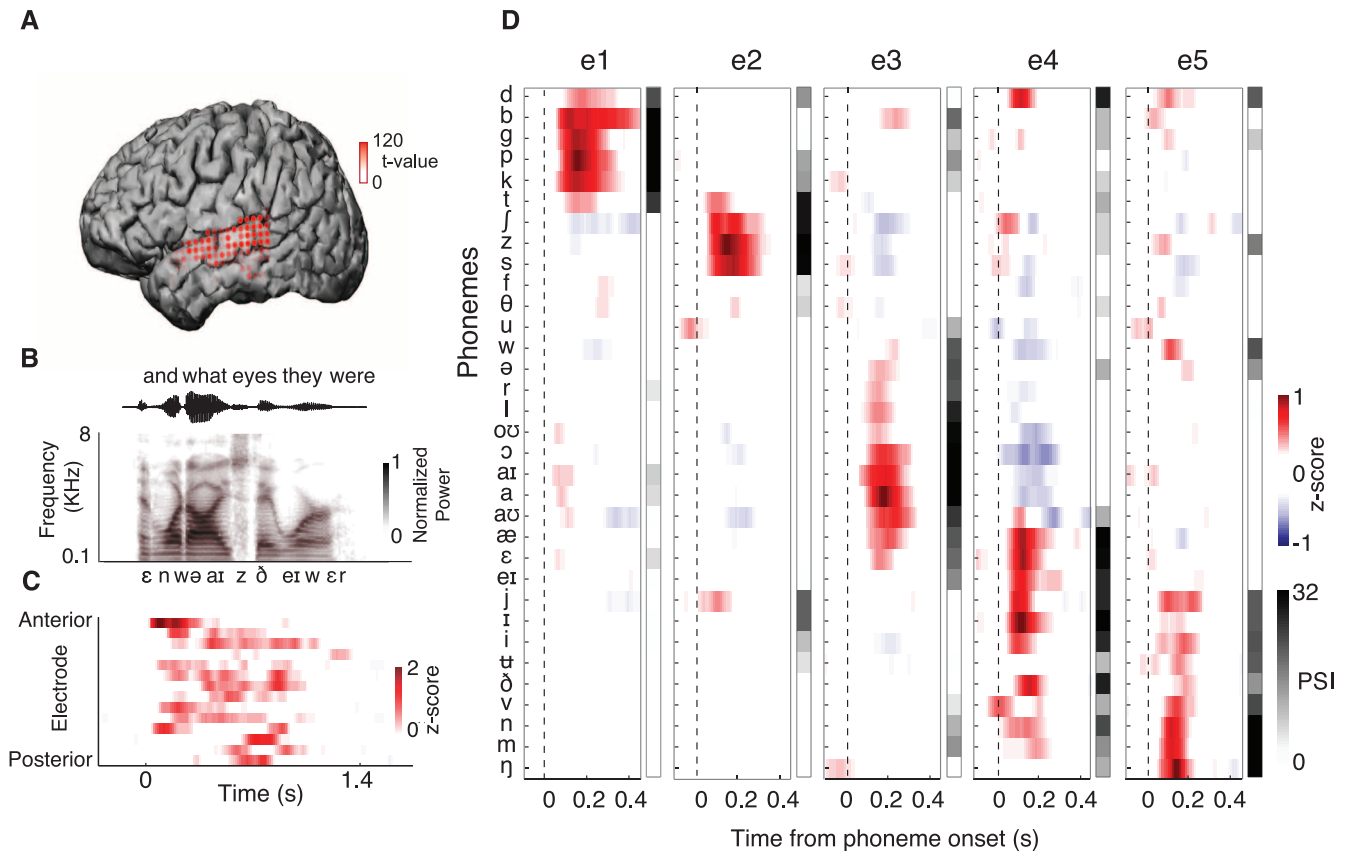 A
120
t-value
0
B
and what eyes they were
8
Frequency
(KHz)
0.1
1
Normalized
Power
0
ɛ n wə aɪ z ð eɪ w ɛr
C
Anterior
Electrode
Posterior
2
z-score
0
0 1.4
Time (s)
D
e1 e2 e3 e4 e5
Phonemes
d
b
g
p
k
t
ʃ
z
s
f
θ
u
w
ə
r
l
oʊ
ɔ
aɪ
a
aʊ
æ
ɛ
eɪ
j
ɪ
i
ʉ
ð
v
n
m
ŋ
0 0.2 0.4 0 0.2 0.4 0 0.2 0.4 0 0.2 0.4 0 0.2 0.4
Time from phoneme onset (s)
1
0
-1
z-score
32
PSI
0